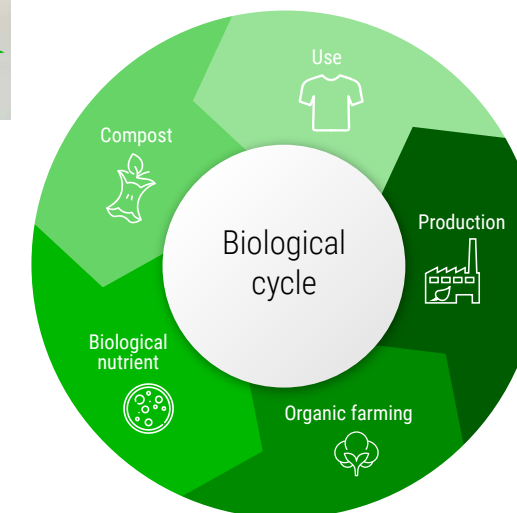 Use
Compost
Production
Biological
cycle
Biological
nutrient
Organic farming